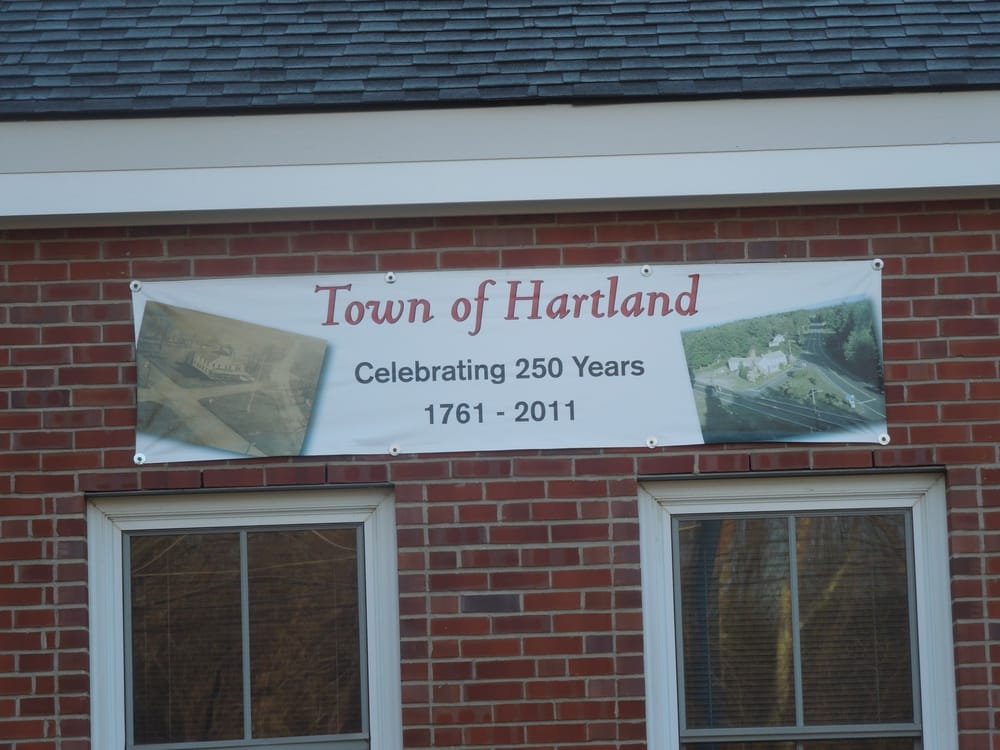 Town of Hartland
Celebrating 250 Years
1761 - 2011